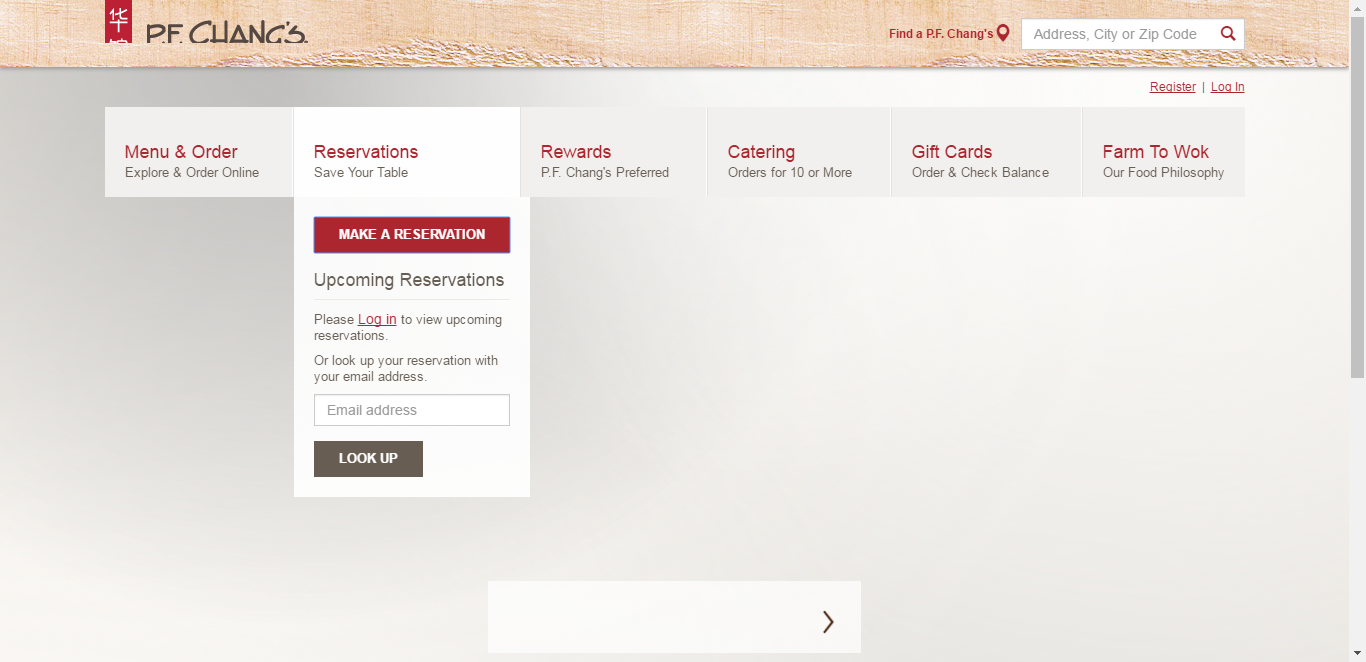 华
P.F. CHANG'S.
Find a P.F. Chang's
Address, City or Zip Code
Register | Log In
Menu & Order
Explore & Order Online
Reservations
Save Your Table
Rewards
P.F. Chang's Preferred
Catering
Orders for 10 or More
Gift Cards
Order & Check Balance
Farm To Wok
Our Food Philosophy
MAKE A RESERVATION
Upcoming Reservations
Please Log in to view upcoming
reservations.
Or look up your reservation with
your email address.
Email address
LOOK UP